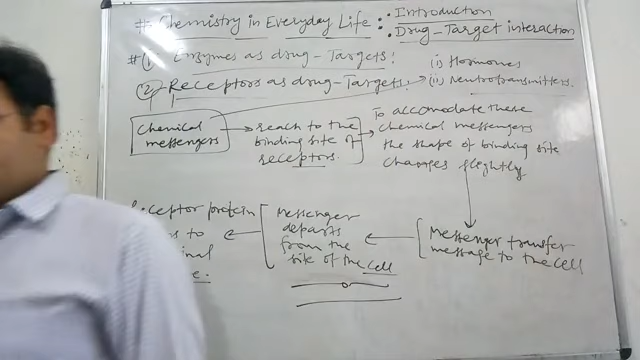 # Chemistry in Everyday Life : Introduction
: Drug-Target interaction
# (1) Enzymes as drug-Targets!
(i) Hormones
(2) Receptors as drug-Targets.
(ii) Neutrotransmitters.
Chemical
messengers
reach to the
binding site of
receptors.
To accomodate these
chemical messengers
the shape of binding site
changes slightly
Messenger transfer
message to the cell
Messenger
departs
from the
site of the cell
ceptor protein
to